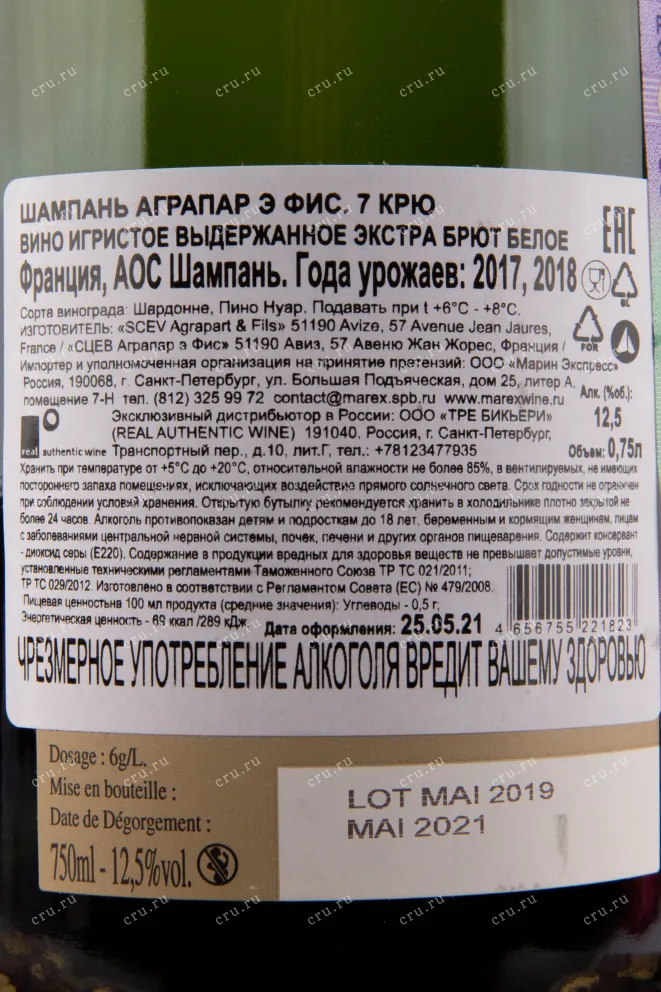 ШАМПАНЬ АГРАПАР Э ФИС. 7 КРЮ
ВИНО ИГРИСТОЕ ВЫДЕРЖАННОЕ ЭКСТРА БРЮТ БЕЛОЕ
EAC
Франция, АОС Шампань. Года урожаев: 2017, 2018
Сорта винограда: Шардонне, Пино Нуар. Подавать при t +6°C - +8°C.
ИЗГОТОВИТЕЛЬ: «SCEV Agrapart & Fils» 51190 Avize, 57 Avenue Jean Jaures,
France / «СЦЕВ Аграпар э Фис» 51190 Авиз, 57 Авеню Жан Жорес, Франция /
Импортер и уполномоченная организация на принятие претензий: ООО «Марин Экспресс»
Россия, 190068, г. Санкт-Петербург, ул. Большая Подъяческая, дом 25, литер А,
помещение 7-Н тел. (812) 325 99 72 contact@marex.spb.ru www.marexwine.ru
GL
FOR
Алк. (%об.):
12,5
Объем: 0,75л
Эксклюзивный дистрибьютор в России: ООО «ТРЕ БИКЬЕРИ»
(REAL AUTHENTIC WINE) 191040, Россия, г. Санкт-Петербург,
real authentic wine Транспортный пер., д.10, лит.Г, тел.: +78123477935
Хранить при температуре от +5°C до +20°C, относительной влажности не более 85%, в вентилируемых, не имеющих
постороннего запаха помещениях, исключающих воздействие прямого солнечного света. Срок годности не ограничен
при соблюдении условий хранения. Открытую бутылку рекомендуется хранить в холодильнике плотно закрытой не
более 24 часов. Алкоголь противопоказан детям и подросткам до 18 лет, беременным и кормящим женщинам, лицам
с заболеваниями центральной нервной системы, почек, печени и других органов пищеварения. Содержит консервант
- диоксид серы (E220). Содержание в продукции вредных для здоровья веществ не превышает допустимые уровни,
установленные техническими регламентами Таможенного Союза ТР ТС 021/2011;
ТР ТС 029/2012. Изготовлено в соответствии с Регламентом Совета (ЕС) № 479/2008.
Пищевая ценностьна 100 мл продукта (средние значения): Углеводы - 0,5 г;
Энергетическая ценность - 69 ккал /289 кДж.
Дата оформления: 25.05.21
4 656755 221823
ЧРЕЗМЕРНОЕ УПОТРЕБЛЕНИЕ АЛКОГОЛЯ ВРЕДИТ ВАШЕМУ ЗДОРОВЬЮ
Dosage : 6g/L.
Mise en bouteille :
Date de Dégorgement :
750ml - 12,5%vol.
LOT MAI 2019
MAI 2021
cru.ru